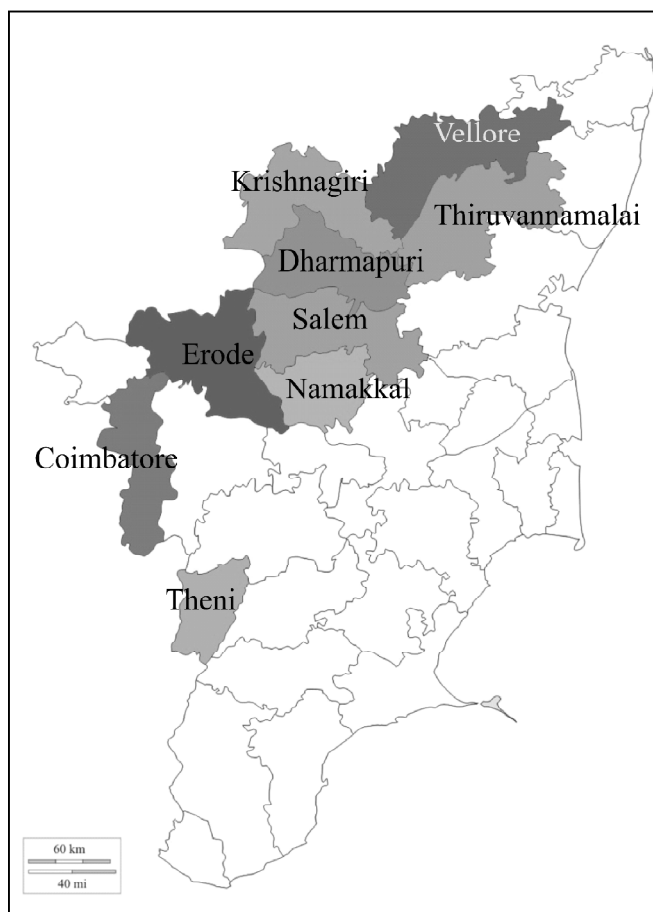 Vellore
Krishnagiri
Thiruvannamalai
Dharmapuri
Salem
Erode
Namakkal
Coimbatore
Theni
60 km
40 mi